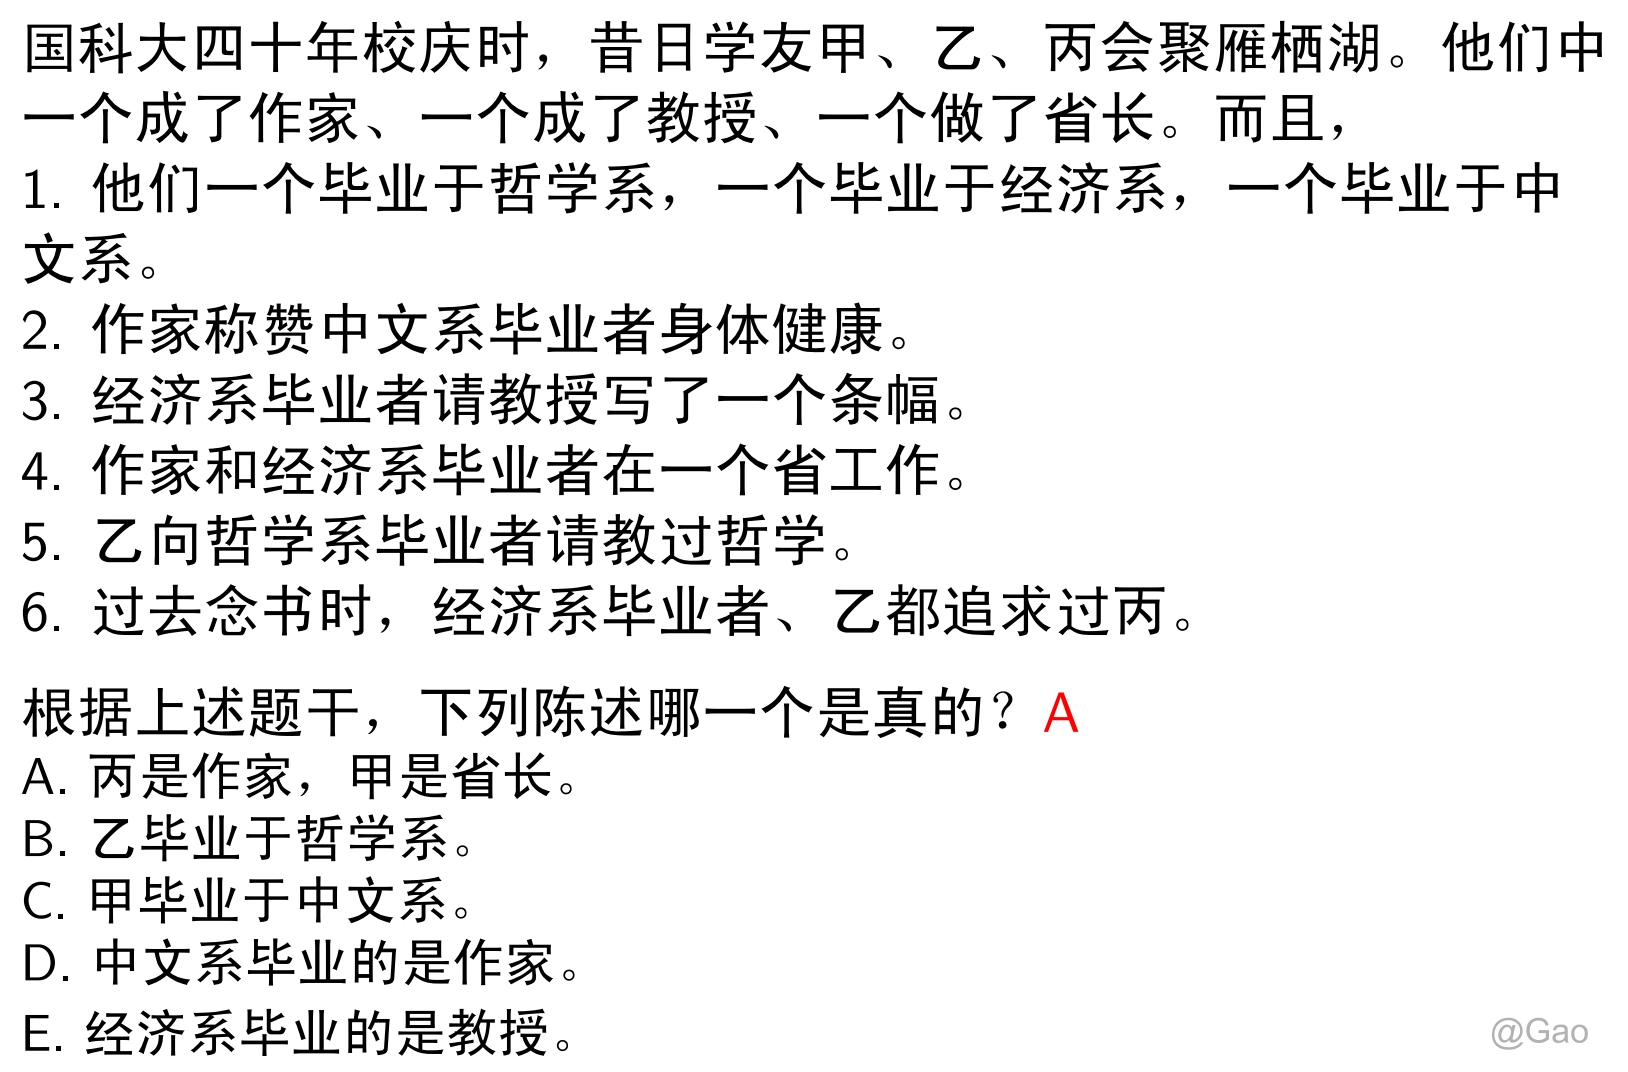 国科大四十年校庆时，昔日学友甲、乙、丙会聚雁栖湖。他们中
一个成了作家、一个成了教授、一个做了省长。而且，
1. 他们一个毕业于哲学系，一个毕业于经济系，一个毕业于中
文系。
2. 作家称赞中文系毕业者身体健康。
3. 经济系毕业者请教授写了一个条幅。
4. 作家和经济系毕业者在一个省工作。
5. 乙向哲学系毕业者请教过哲学。
6. 过去念书时，经济系毕业者、乙都追求过丙。
根据上述题干，下列陈述哪一个是真的？A
A. 丙是作家，甲是省长。
B. 乙毕业于哲学系。
C. 甲毕业于中文系。
D. 中文系毕业的是作家。
E. 经济系毕业的是教授。
@Gao